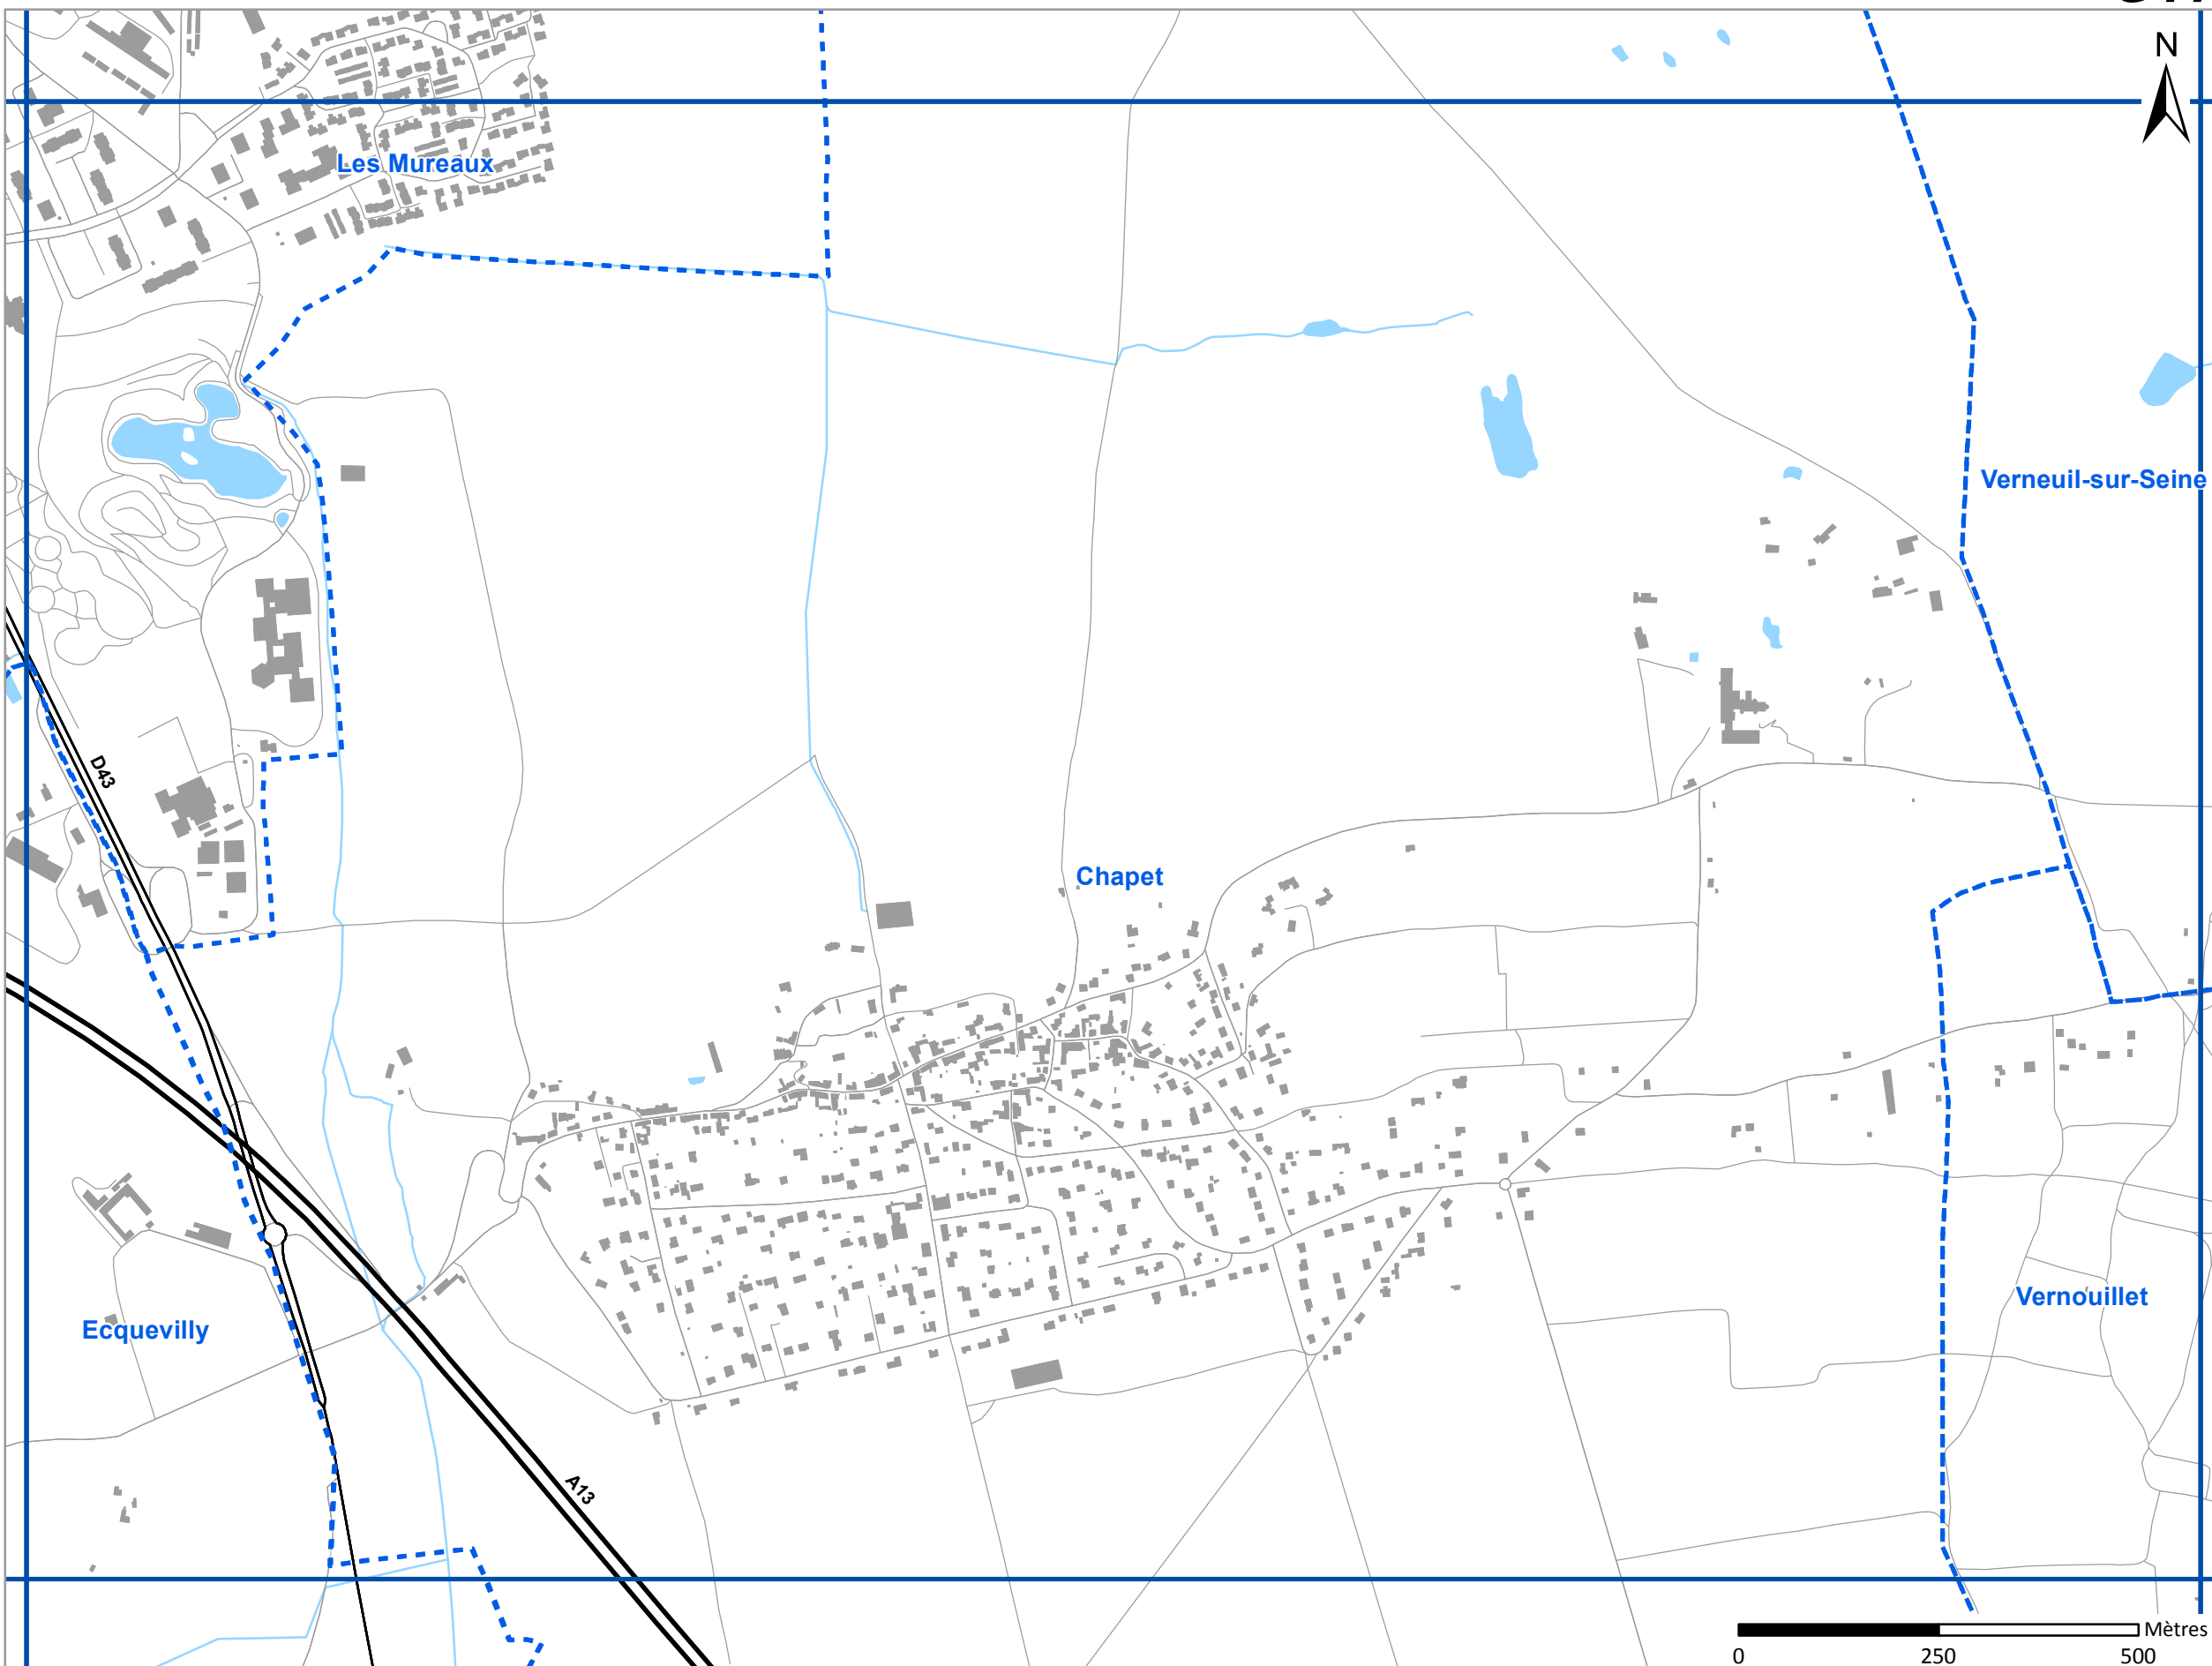 N
Les Mureaux
Verneuil-sur-Seine
D43
Chapet
Vernouillet
Ecquevilly
A13
Mètres
0 250 500